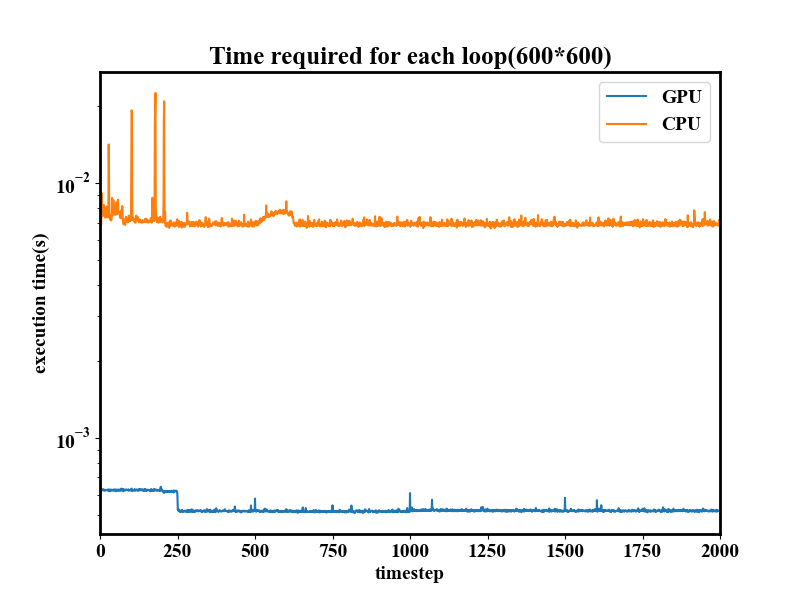 Time required for each loop(600*600)
GPU
CPU
10⁻²
10⁻³
execution time(s)
0 250 500 750 1000 1250 1500 1750 2000
timestep